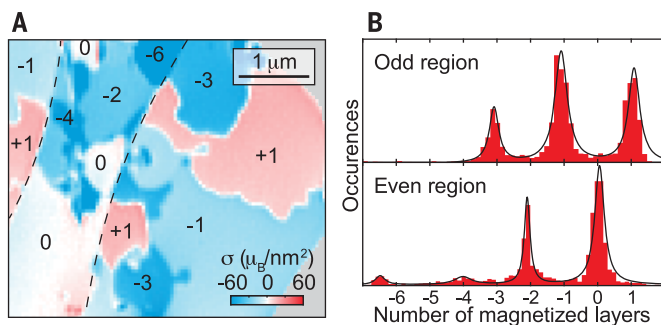 A
B
0
-1
-6
-3
1 μm
-2
-4
+1
0
+1
0
-1
+1
-3
σ (μB/nm²)
-60 0 60
Odd region
Even region
Occurences
-6 -5 -4 -3 -2 -1 0 1
Number of magnetized layers